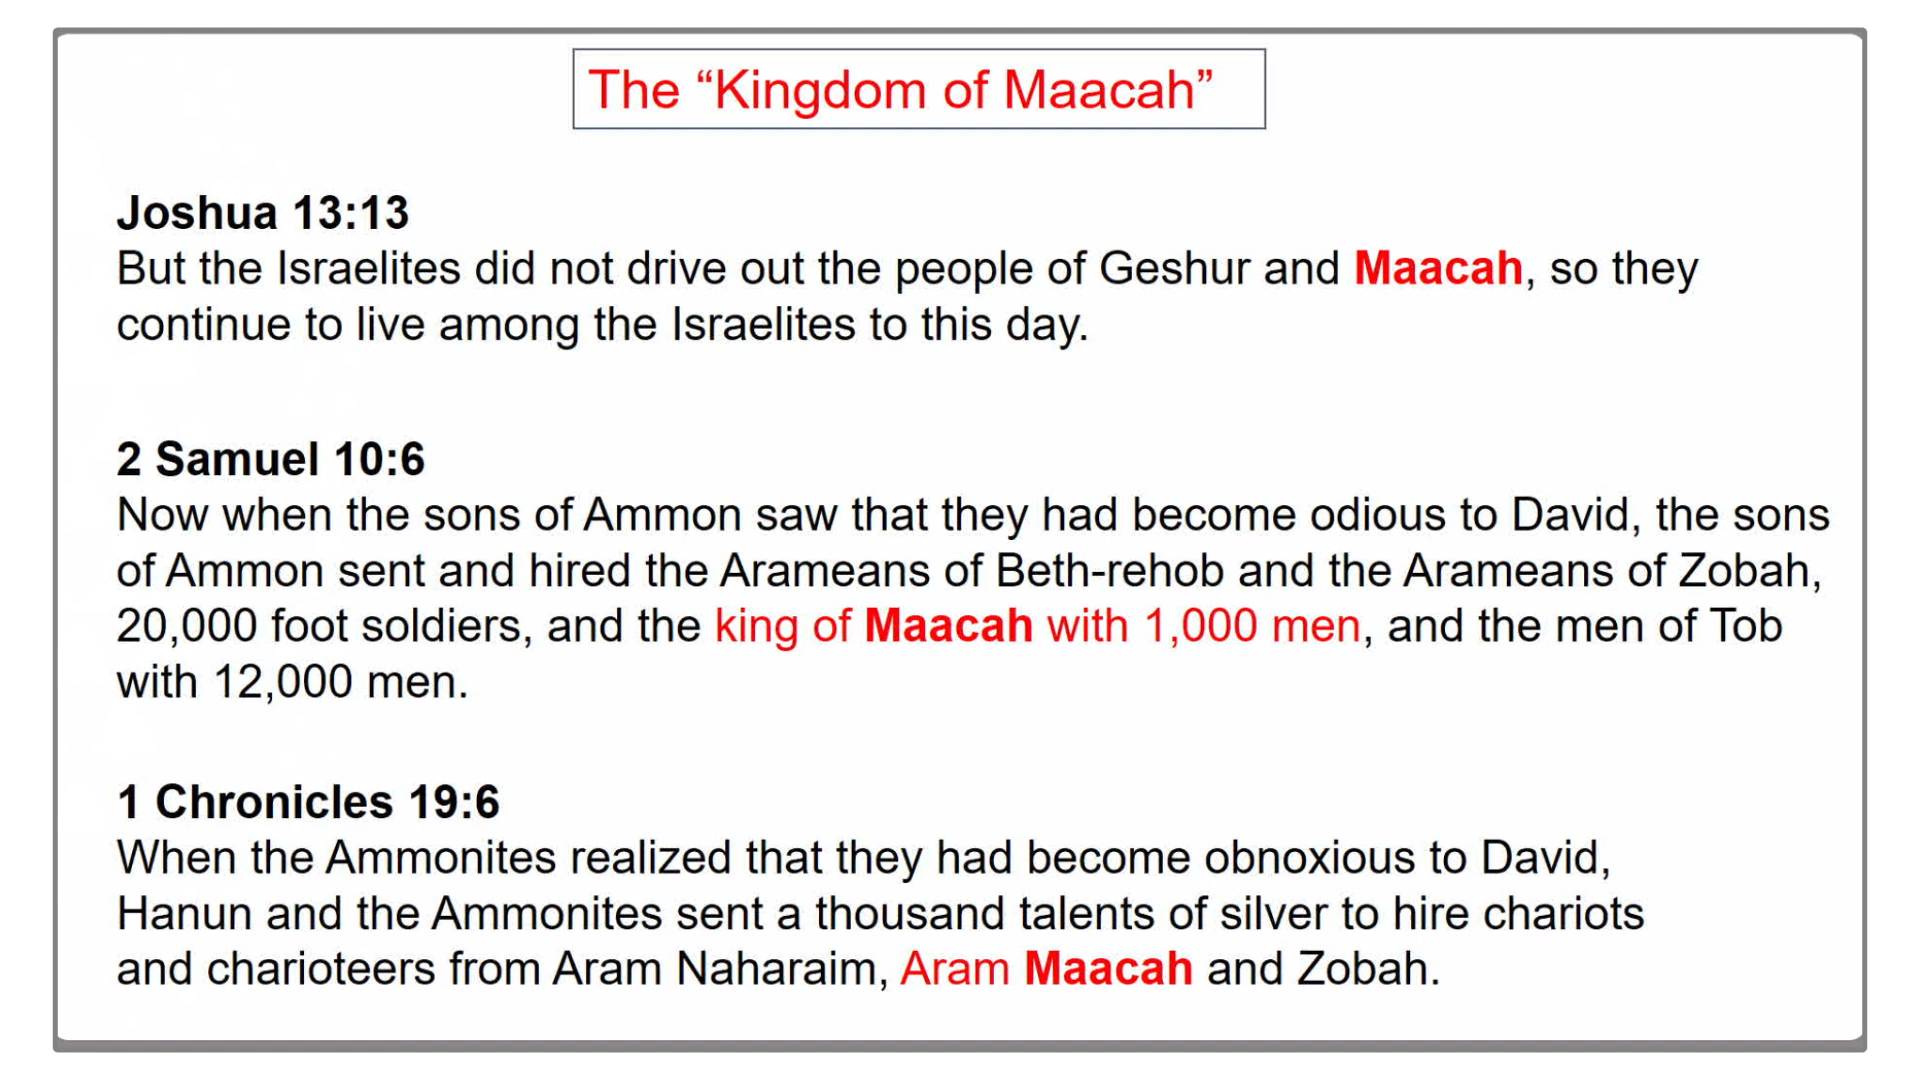 The “Kingdom of Maacah”
Joshua 13:13
But the Israelites did not drive out the people of Geshur and Maacah, so they
continue to live among the Israelites to this day.
2 Samuel 10:6
Now when the sons of Ammon saw that they had become odious to David, the sons
of Ammon sent and hired the Arameans of Beth-rehob and the Arameans of Zobah,
20,000 foot soldiers, and the king of Maacah with 1,000 men, and the men of Tob
with 12,000 men.
1 Chronicles 19:6
When the Ammonites realized that they had become obnoxious to David,
Hanun and the Ammonites sent a thousand talents of silver to hire chariots
and charioteers from Aram Naharaim, Aram Maacah and Zobah.